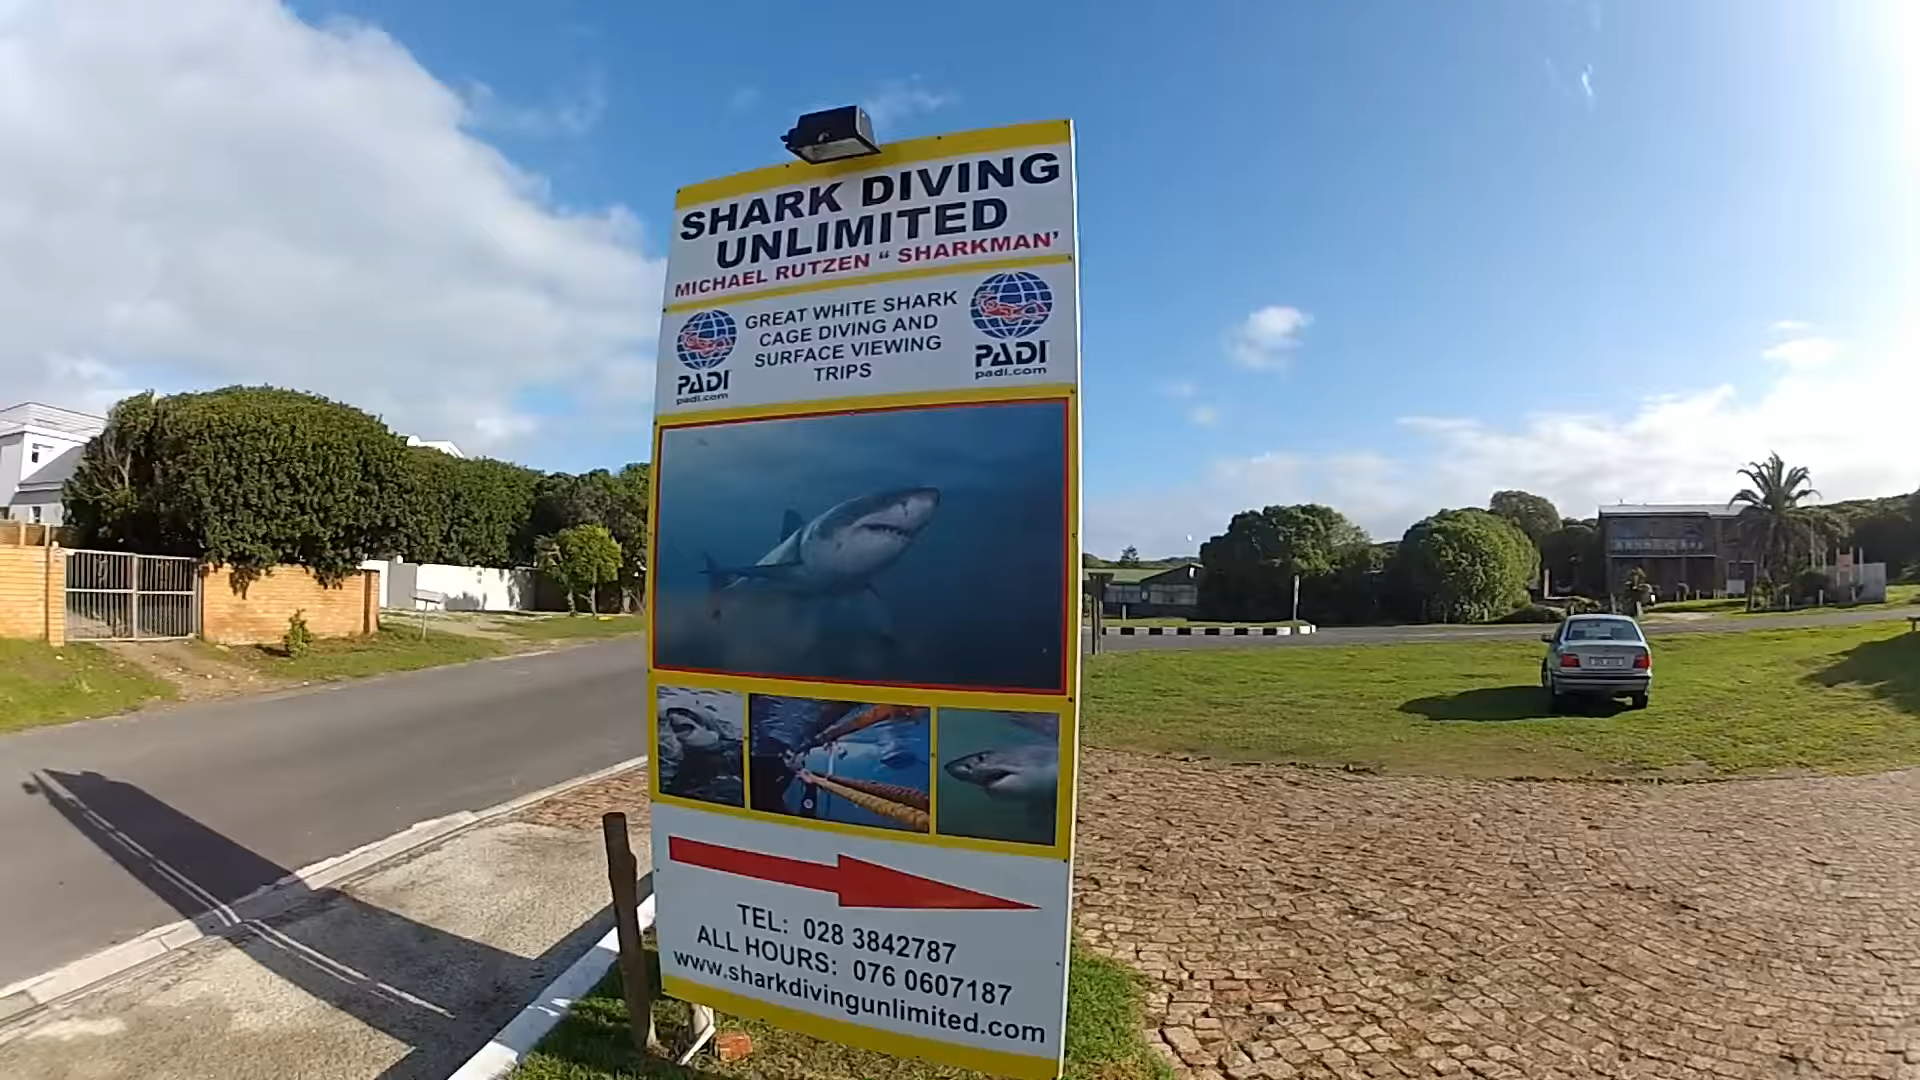 SHARK DIVING
UNLIMITED
MICHAEL RUTZEN “ SHARKMAN’
GREAT WHITE SHARK
CAGE DIVING AND
SURFACE VIEWING
TRIPS
PADI
padi.com
PADI
padi.com
TEL: 028 3842787
ALL HOURS: 076 0607187
www.sharkdivingunlimited.com